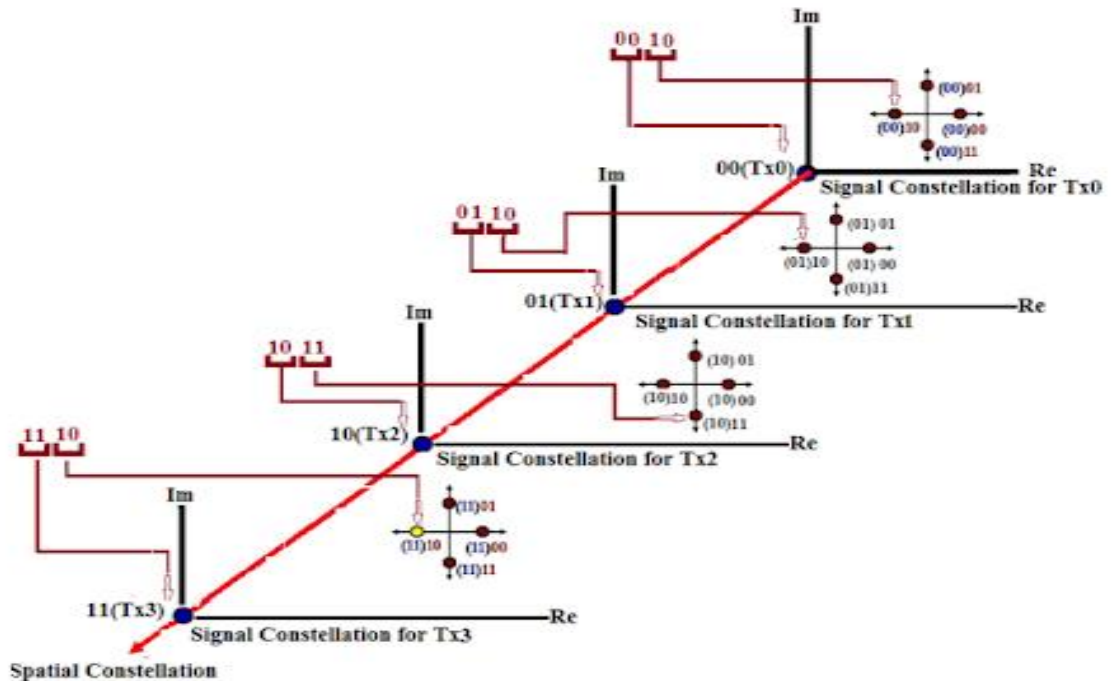 Im
00 10
(00)01
(00)10 (00)00
(00)11
00(Tx0)
Re
Signal Constellation for Tx0
Im
01 10
(01) 01
(01)10 (01) 00
(01)11
01(Tx1)
Re
Signal Constellation for Tx1
Im
10 11
(10) 01
(10)10 (10)00
(10)11
10(Tx2)
Re
Signal Constellation for Tx2
11 10
Im
(11)01
(11)10 (11)00
(11)11
11(Tx3)
Re
Signal Constellation for Tx3
Spatial Constellation